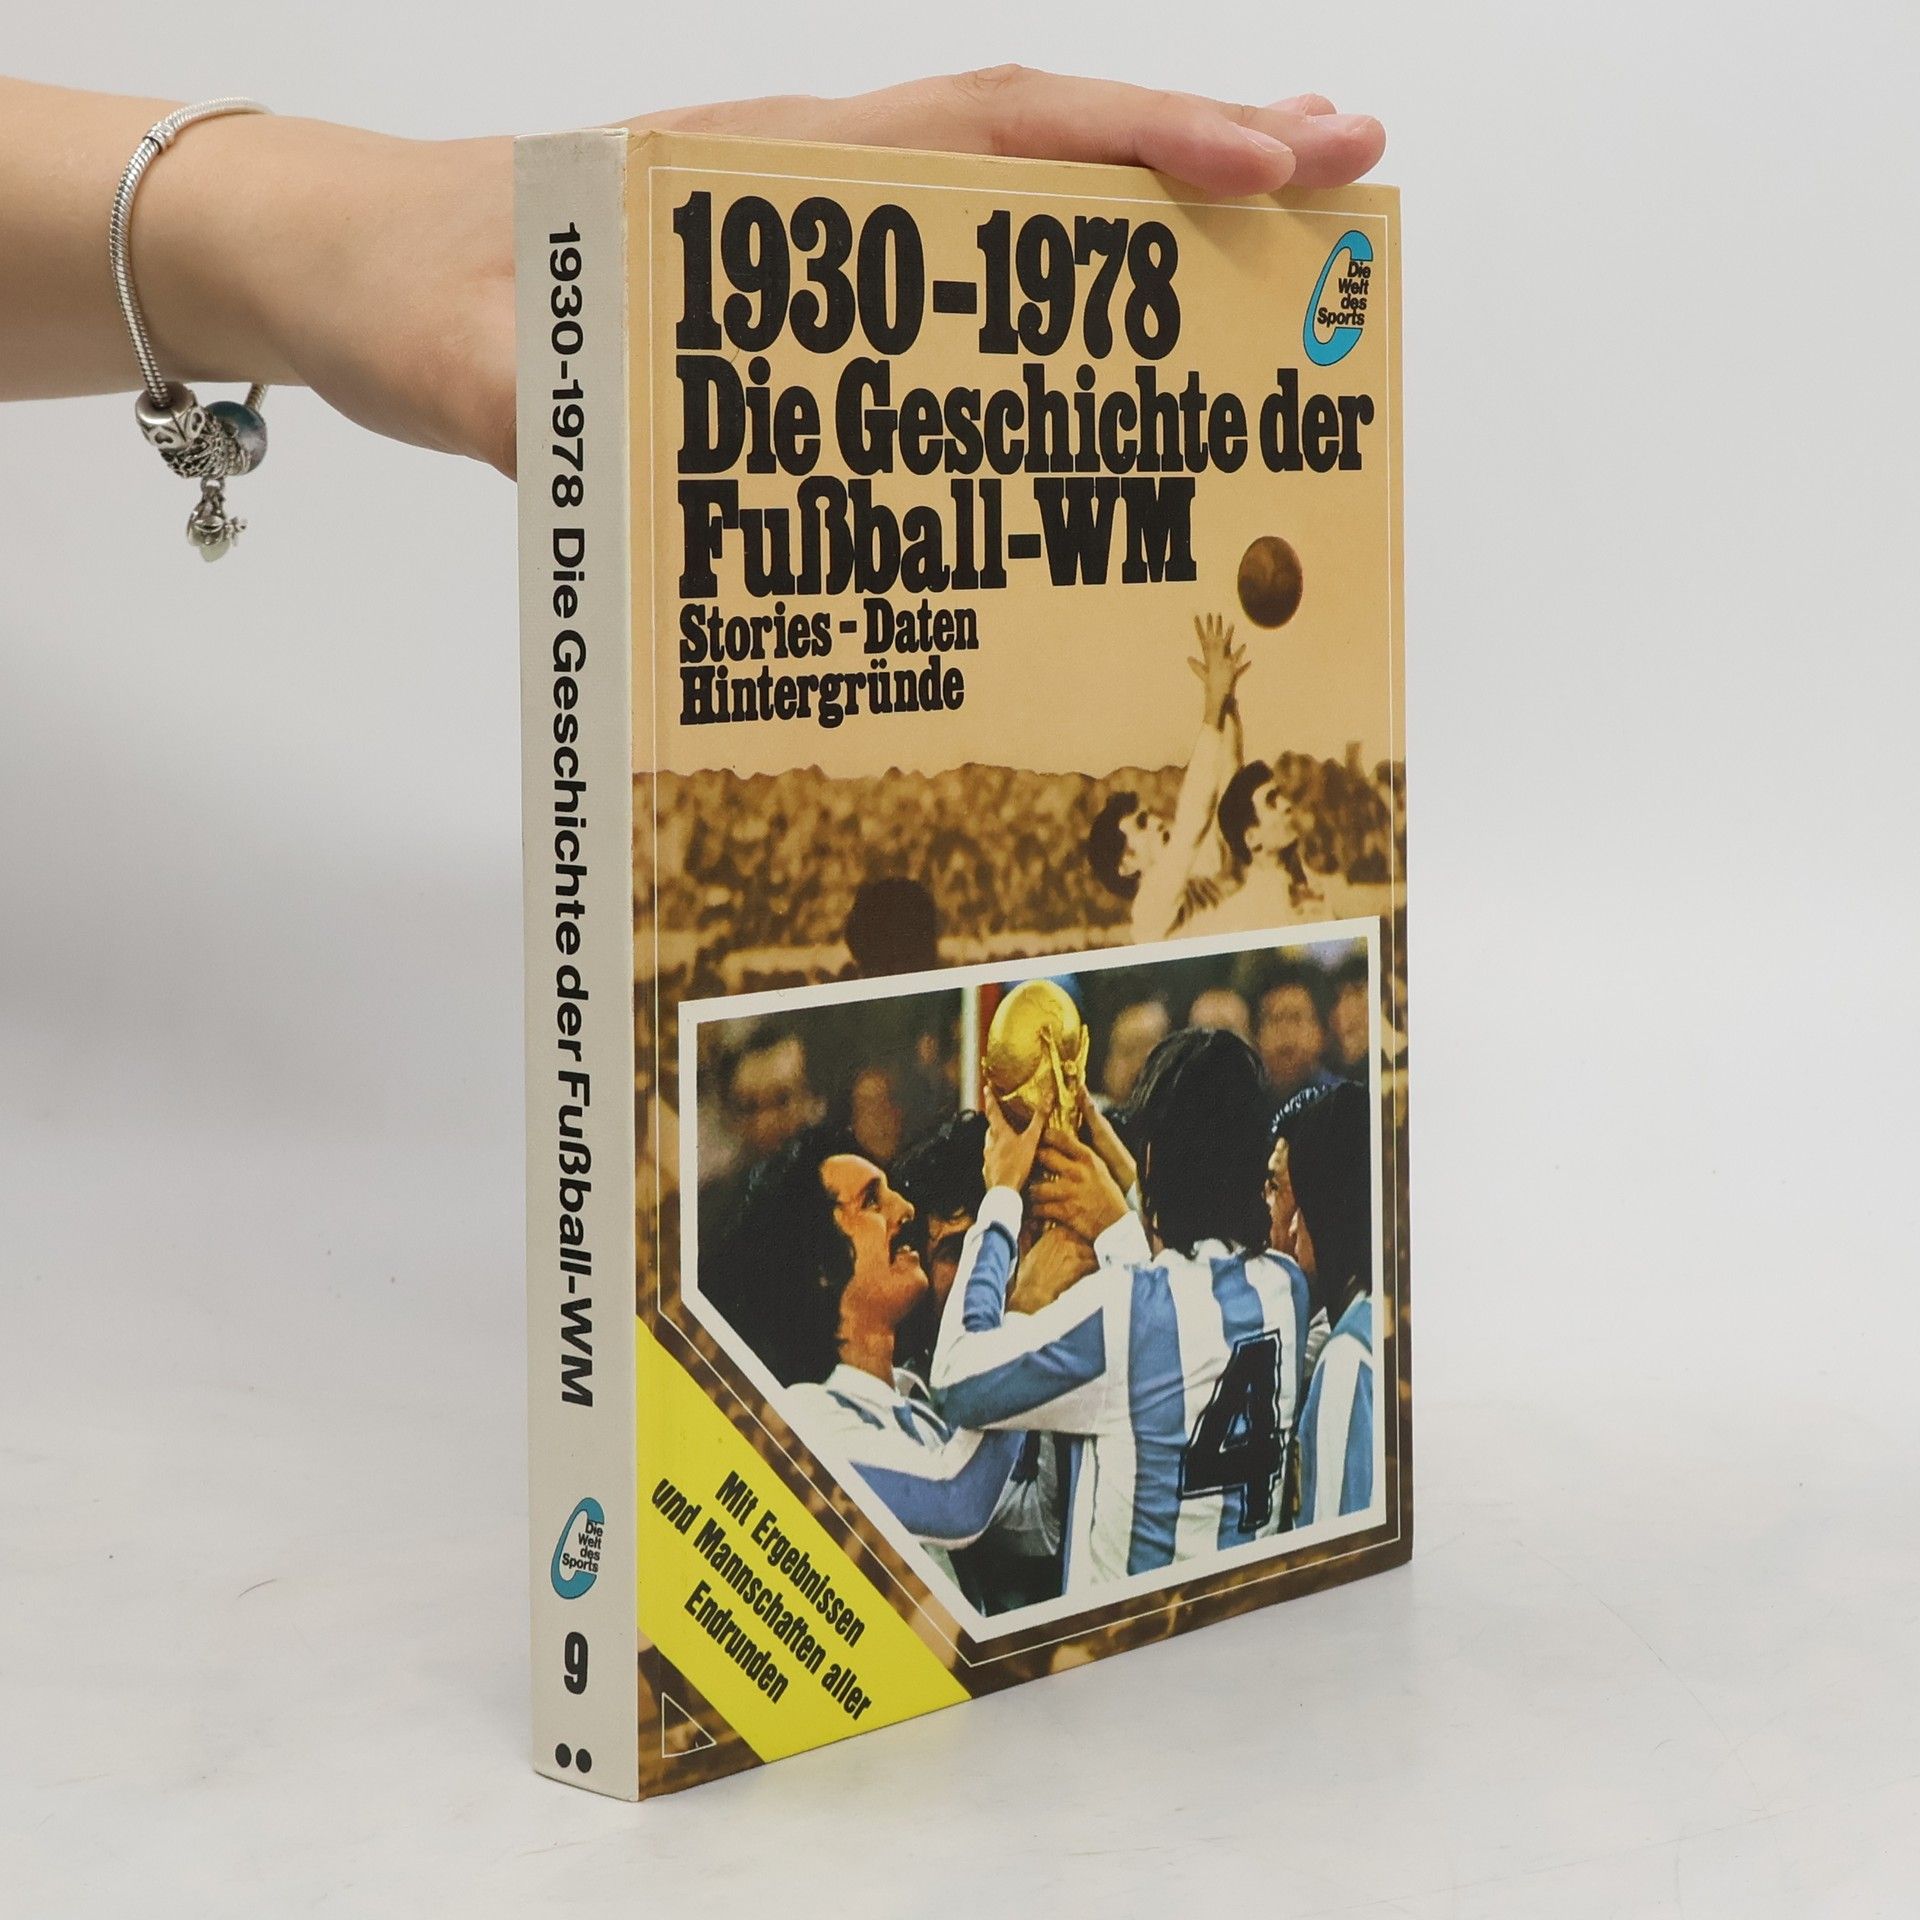 1930-1978 Die Geschichte der Fußball-WM
Die
Welt
des
Sports
9
1930-1978
Die Geschichte der
Fußball-WM
Stories - Daten
Hintergründe
Die
Welt
des
Sports
4
Mit Ergebnissen
und Mannschaften aller
Endrunden